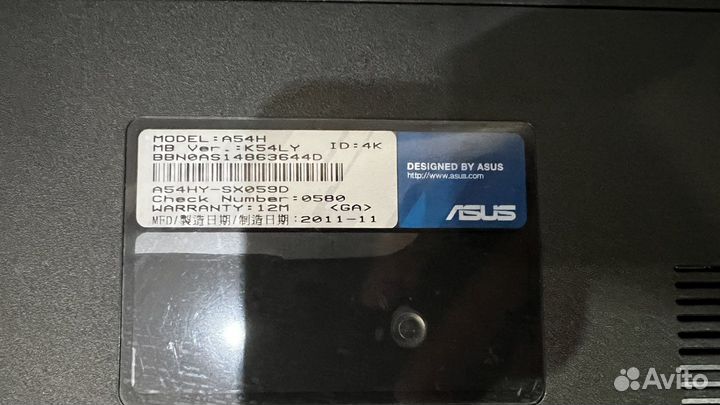 MODEL:A54H
MB Ver.:K54LY ID:4K
BBN0AS14863644D
A54HY-SX059D
Check Number:0580
WARRANTY:12M <GA>
MFD/製造日期/制造日期:2011-11
DESIGNED BY ASUS
http://www.asus.com
ASUS
Avito